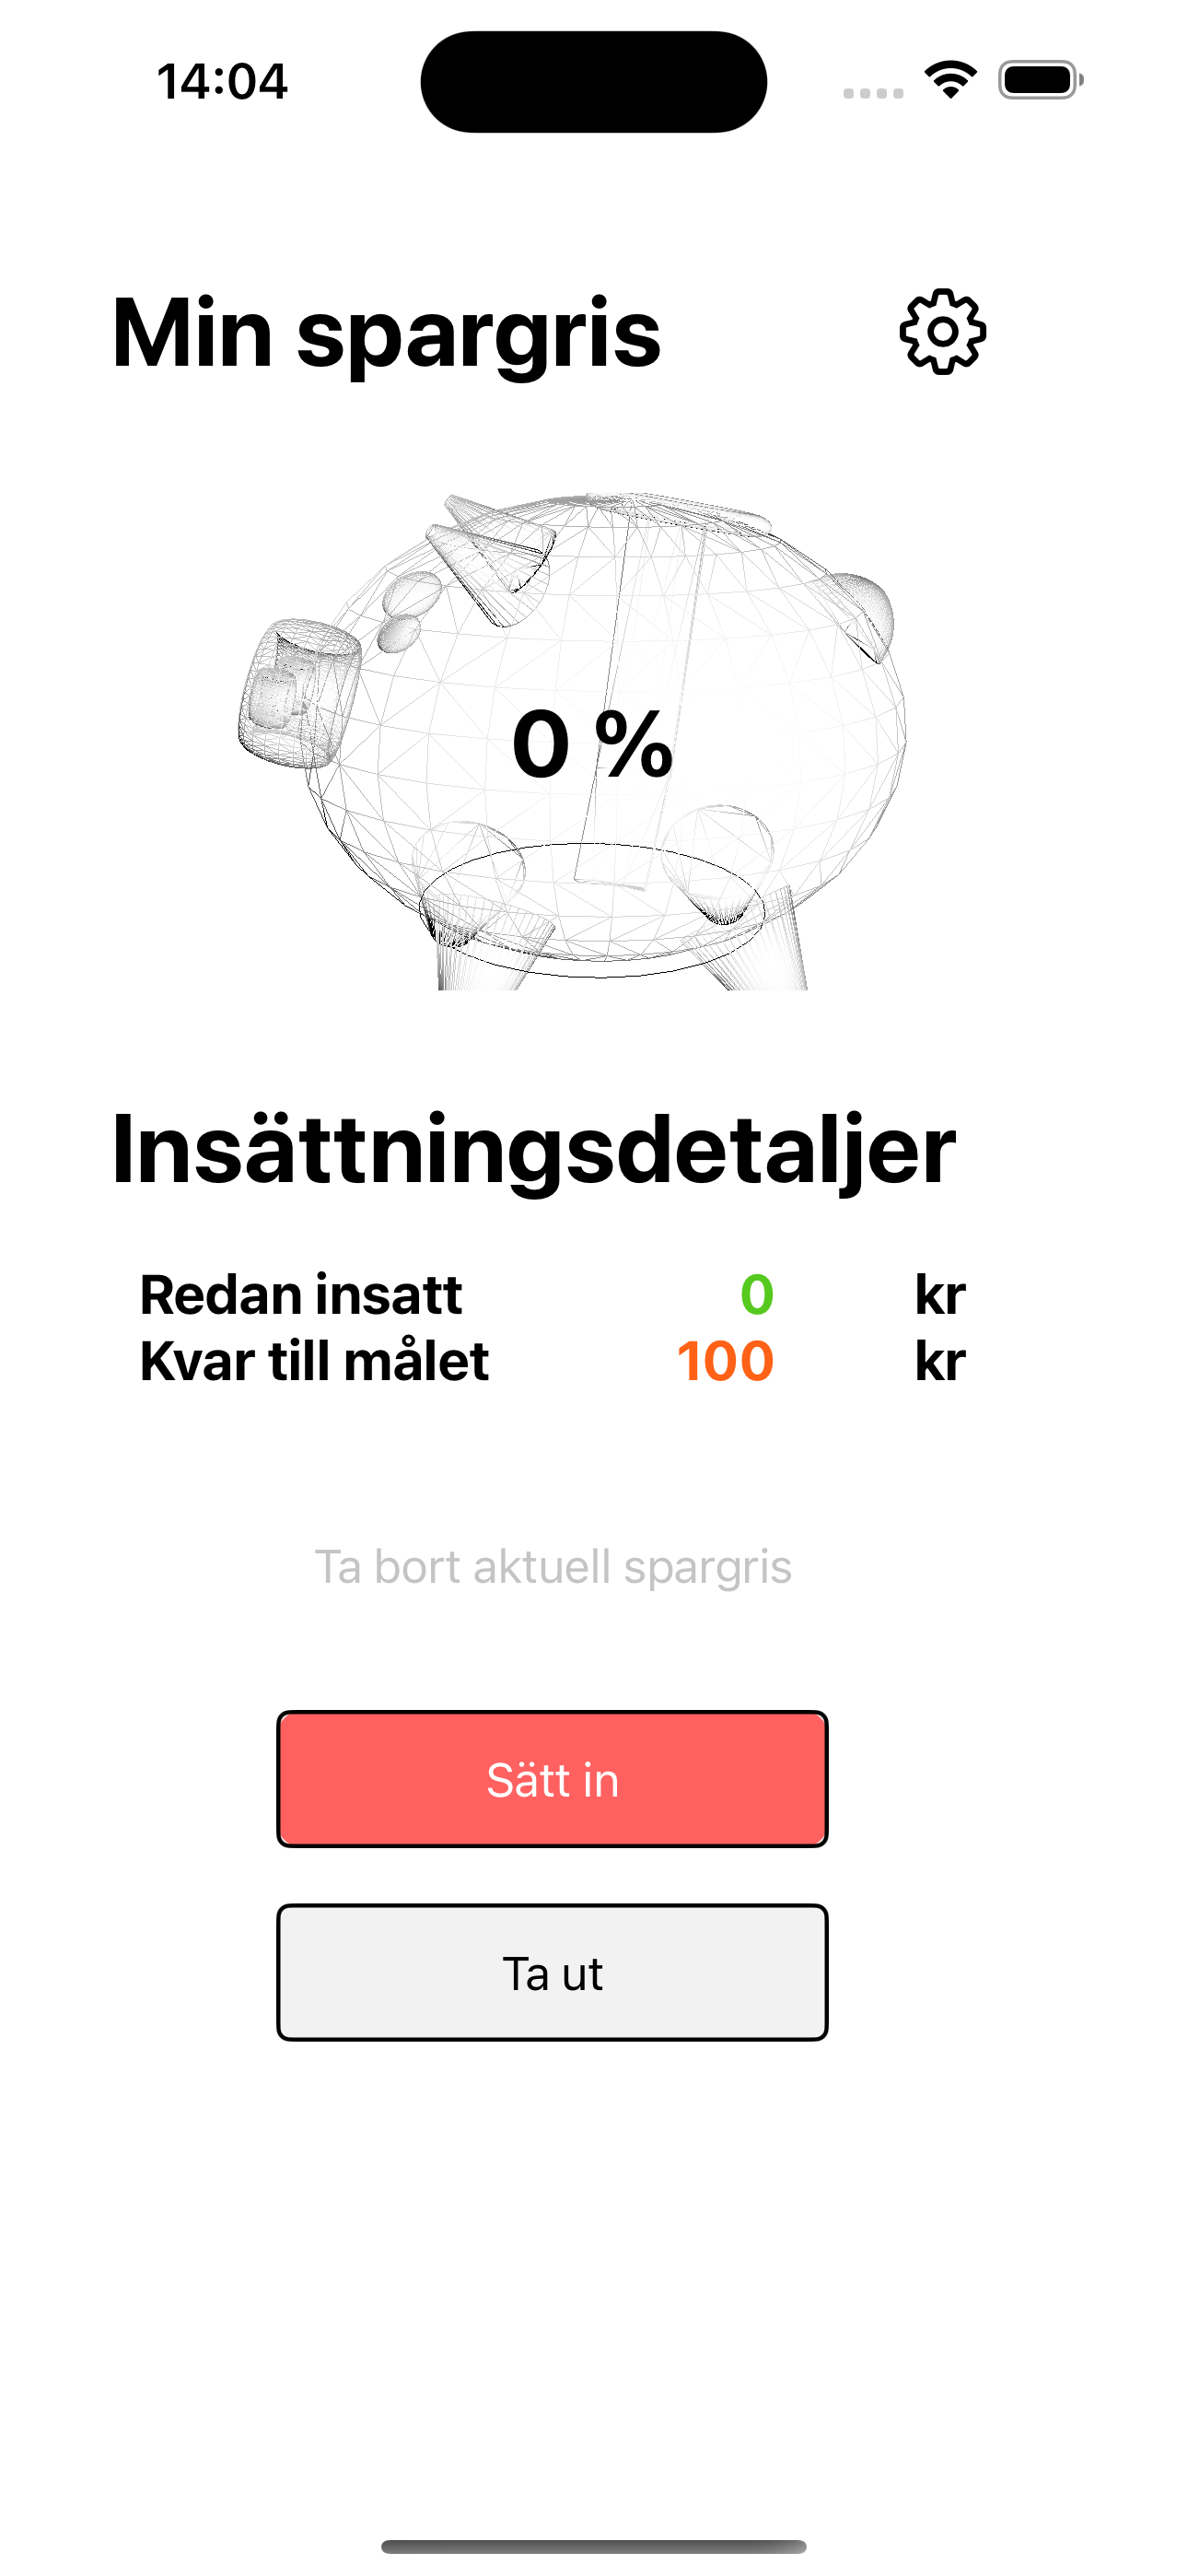 14:04
Min spargris
0 %
Insättningsdetaljer
Redan insatt 0 kr
Kvar till målet 100 kr
Ta bort aktuell spargris
Sätt in
Ta ut